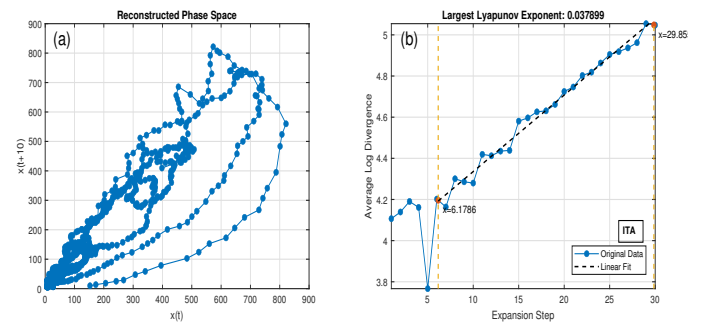 Reconstructed Phase Space
(a)
900
800
700
600
500
400
300
200
100
0
x(t+10)
0 100 200 300 400 500 600 700 800 900
x(t)
Largest Lyapunov Exponent: 0.037899
(b)
5
4.8
4.6
4.4
4.2
4
3.8
Average Log Divergence
x=29.85
x=6.1786
ITA
Original Data
Linear Fit
5 10 15 20 25 30
Expansion Step